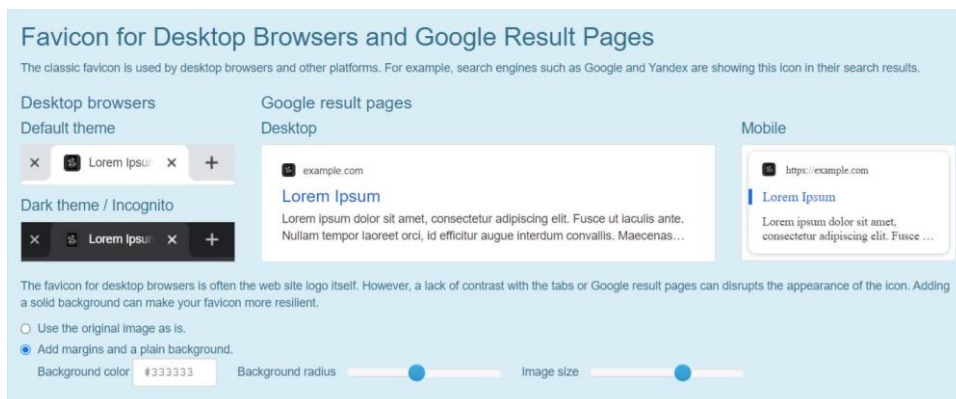 Favicon for Desktop Browsers and Google Result Pages
The classic favicon is used by desktop browsers and other platforms. For example, search engines such as Google and Yandex are showing this icon in their search results.
Desktop browsers
Default theme
× Lorem Ipsur × +
Dark theme / Incognito
× Lorem Ipsur × +
Google result pages
Desktop
example.com
Lorem Ipsum
Lorem ipsum dolor sit amet, consectetur adipiscing elit. Fusce ut iaculis ante.
Nullam tempor laoreet orci, id efficitur augue interdum convallis. Maecenas…
Mobile
https://example.com
Lorem Ipsum
Lorem ipsum dolor sit amet,
consectetur adipiscing elit. Fusce …
The favicon for desktop browsers is often the web site logo itself. However, a lack of contrast with the tabs or Google result pages can disrupts the appearance of the icon. Adding
a solid background can make your favicon more resilient.
Use the original image as is.
Add margins and a plain background.
Background color #333333 Background radius Image size